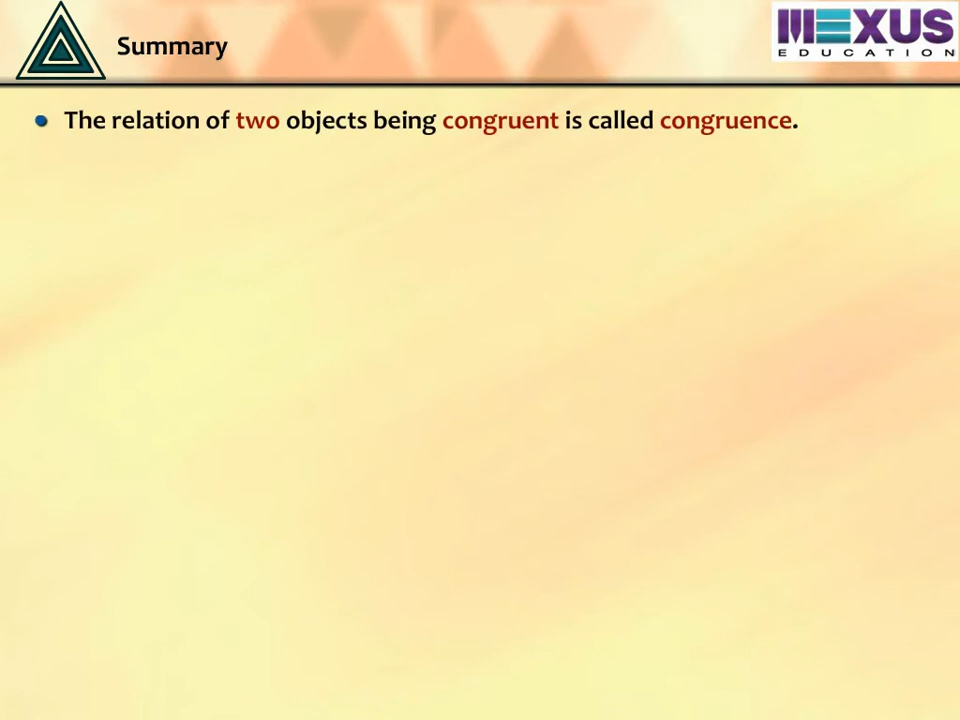 Summary
MEXUS
EDUCATION
The relation of two objects being congruent is called congruence.